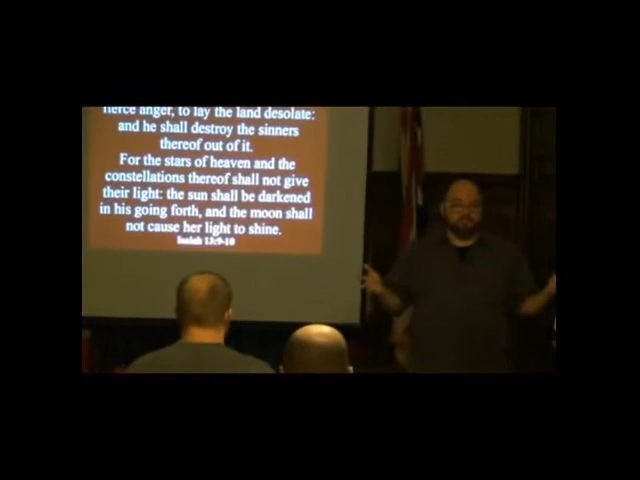 fierce anger, to lay the land desolate:
and he shall destroy the sinners
thereof out of it.
For the stars of heaven and the
constellations thereof shall not give
their light: the sun shall be darkened
in his going forth, and the moon shall
not cause her light to shine.
Isaiah 13:9-10